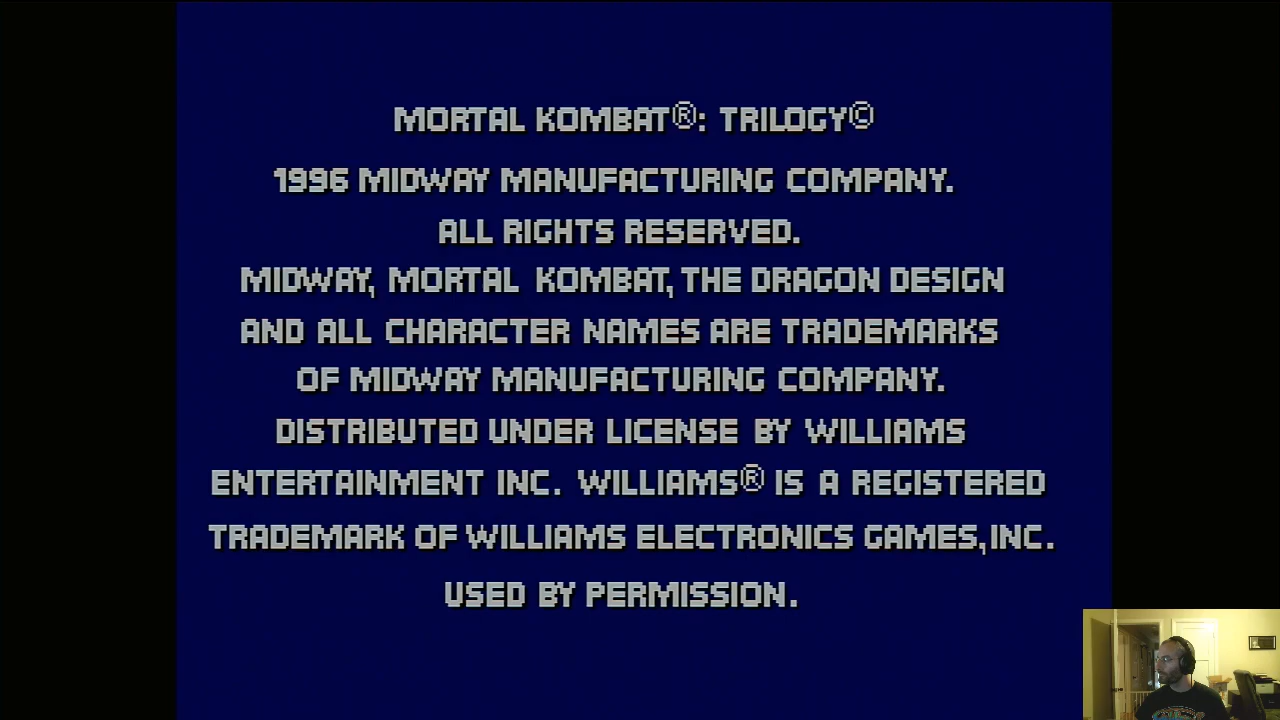 MORTAL KOMBAT®: TRILOGY©
1996 MIDWAY MANUFACTURING COMPANY.
ALL RIGHTS RESERVED.
MIDWAY, MORTAL KOMBAT, THE DRAGON DESIGN
AND ALL CHARACTER NAMES ARE TRADEMARKS
OF MIDWAY MANUFACTURING COMPANY.
DISTRIBUTED UNDER LICENSE BY WILLIAMS
ENTERTAINMENT INC. WILLIAMS® IS A REGISTERED
TRADEMARK OF WILLIAMS ELECTRONICS GAMES,INC.
USED BY PERMISSION.